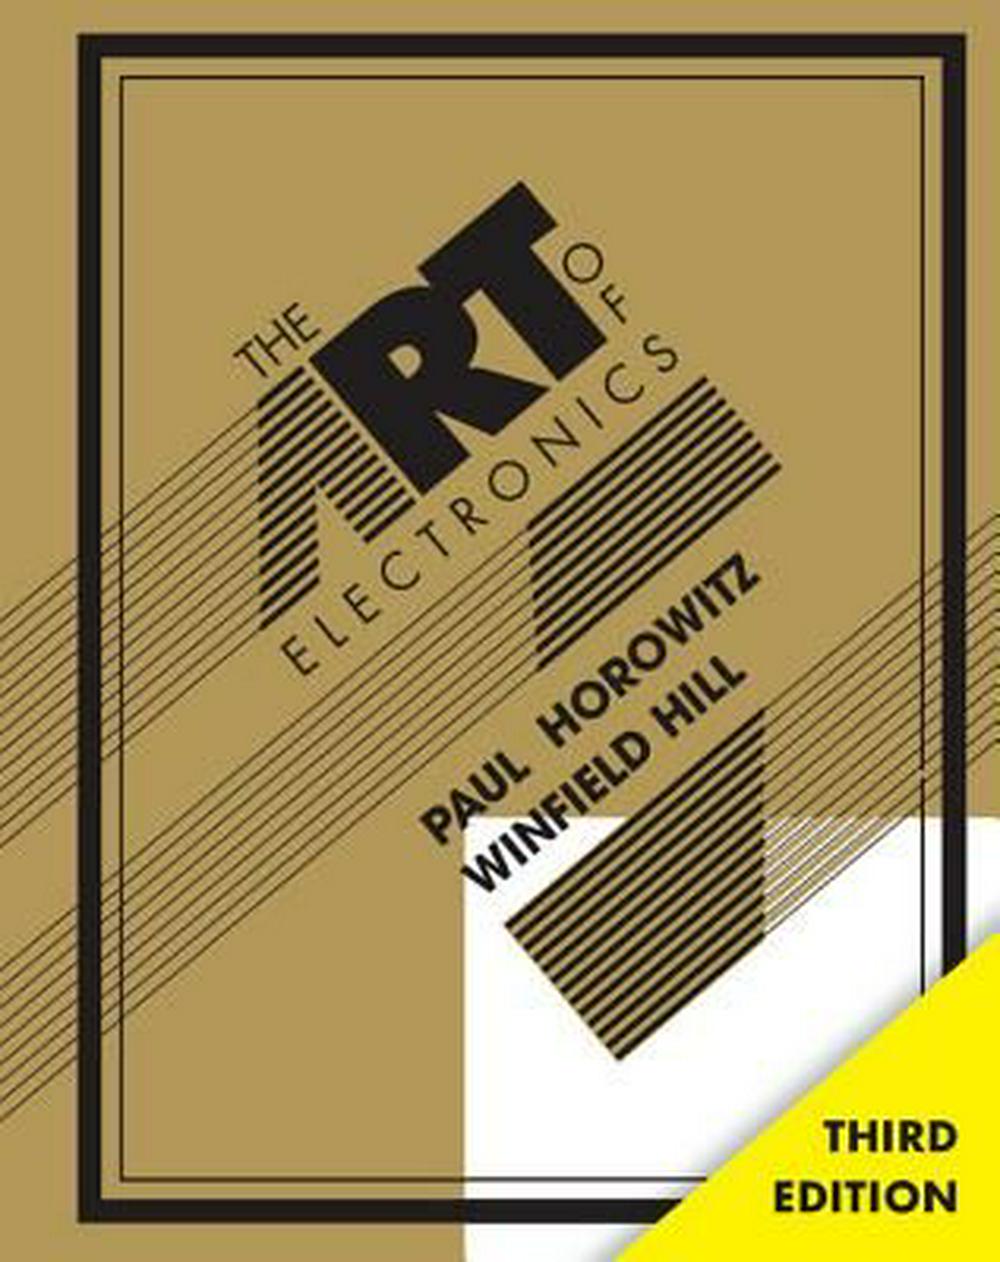 THE
ART
OF
ELECTRONICS
PAUL HOROWITZ
WINFIELD HILL
THIRD
EDITION